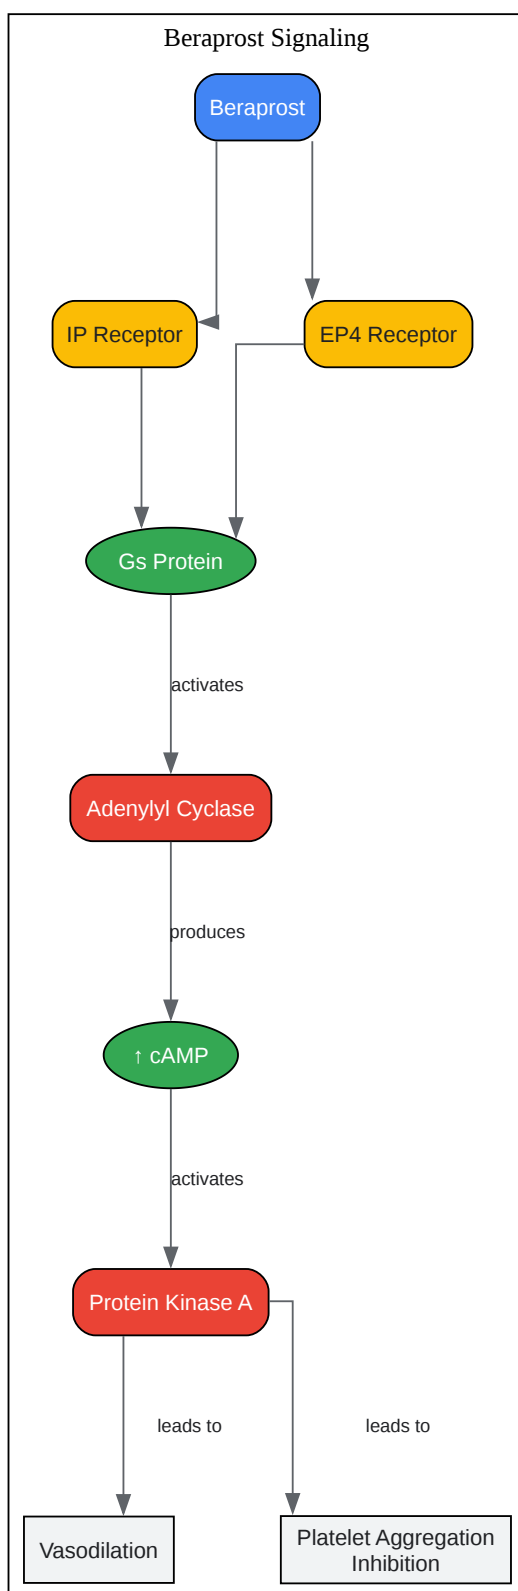 Beraprost Signaling
Beraprost
IP Receptor
EP4 Receptor
Gs Protein
activates
Adenylyl Cyclase
produces
↑ cAMP
activates
Protein Kinase A
leads to
leads to
Vasodilation
Platelet Aggregation
Inhibition